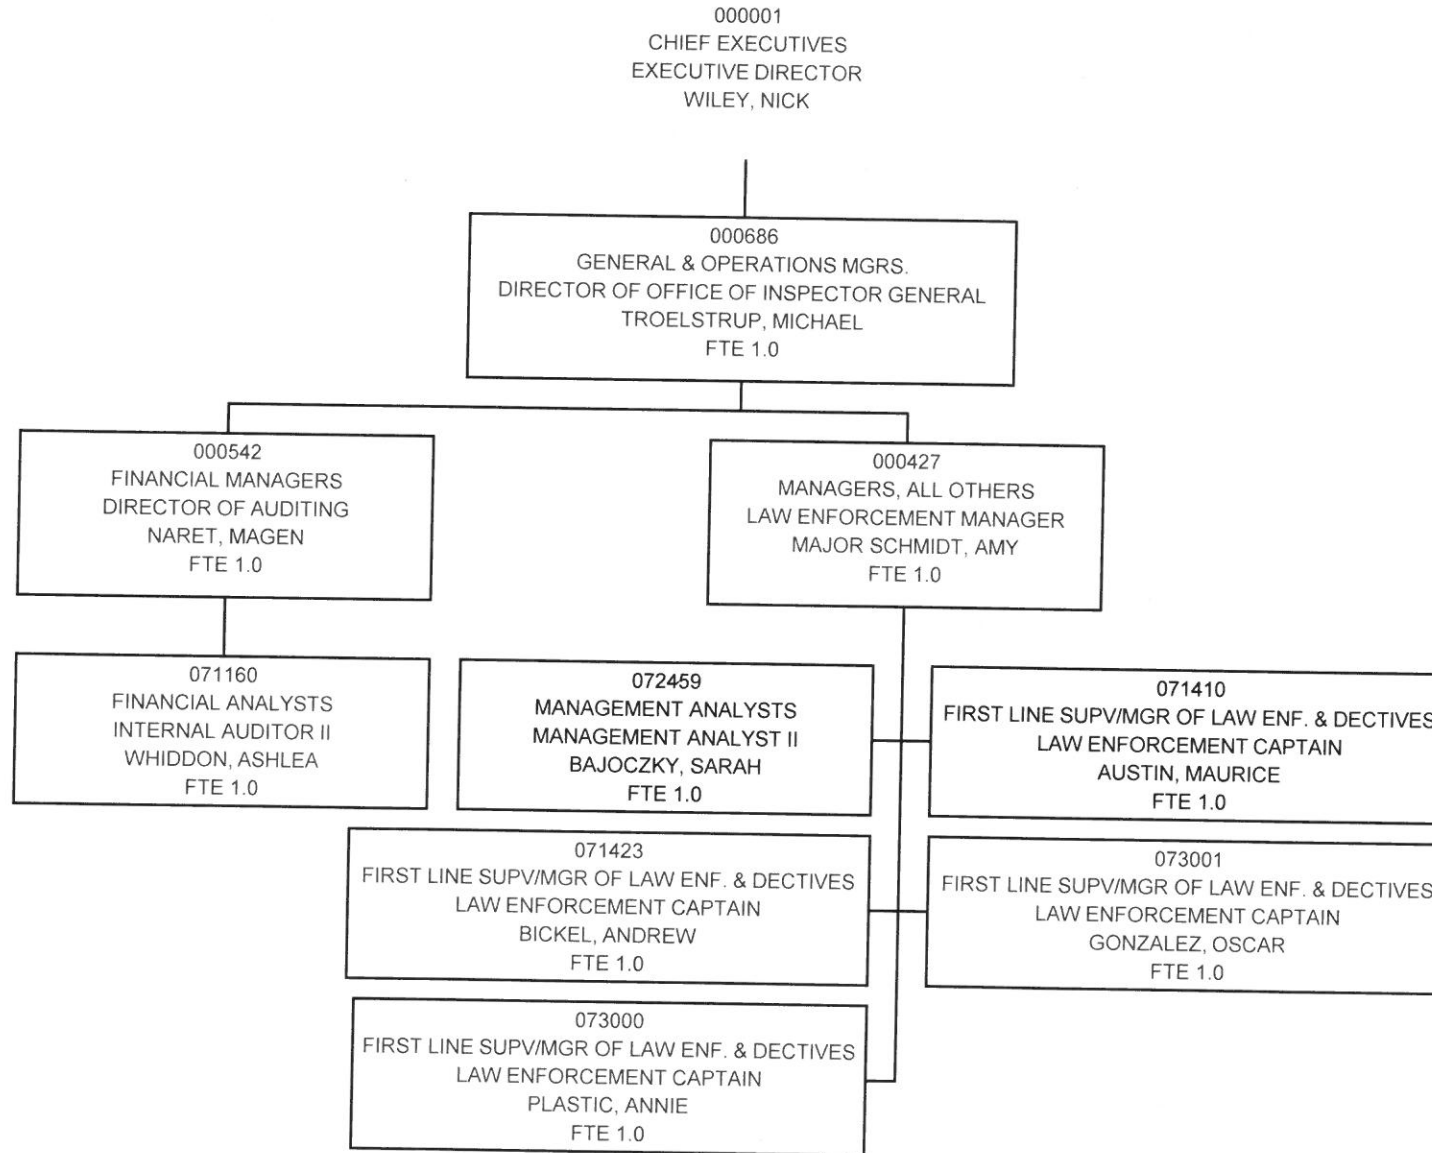 000001
CHIEF EXECUTIVES
EXECUTIVE DIRECTOR
WILEY, NICK
000686
GENERAL & OPERATIONS MGRS.
DIRECTOR OF OFFICE OF INSPECTOR GENERAL
TROELSTRUP, MICHAEL
FTE 1.0
000542
FINANCIAL MANAGERS
DIRECTOR OF AUDITING
NARET, MAGEN
FTE 1.0
000427
MANAGERS, ALL OTHERS
LAW ENFORCEMENT MANAGER
MAJOR SCHMIDT, AMY
FTE 1.0
071160
FINANCIAL ANALYSTS
INTERNAL AUDITOR II
WHIDDON, ASHLEA
FTE 1.0
072459
MANAGEMENT ANALYSTS
MANAGEMENT ANALYST II
BAJOCZKY, SARAH
FTE 1.0
071410
FIRST LINE SUPV/MGR OF LAW ENF. & DECTIVES
LAW ENFORCEMENT CAPTAIN
AUSTIN, MAURICE
FTE 1.0
071423
FIRST LINE SUPV/MGR OF LAW ENF. & DECTIVES
LAW ENFORCEMENT CAPTAIN
BICKEL, ANDREW
FTE 1.0
073001
FIRST LINE SUPV/MGR OF LAW ENF. & DECTIVES
LAW ENFORCEMENT CAPTAIN
GONZALEZ, OSCAR
FTE 1.0
073000
FIRST LINE SUPV/MGR OF LAW ENF. & DECTIVES
LAW ENFORCEMENT CAPTAIN
PLASTIC, ANNIE
FTE 1.0